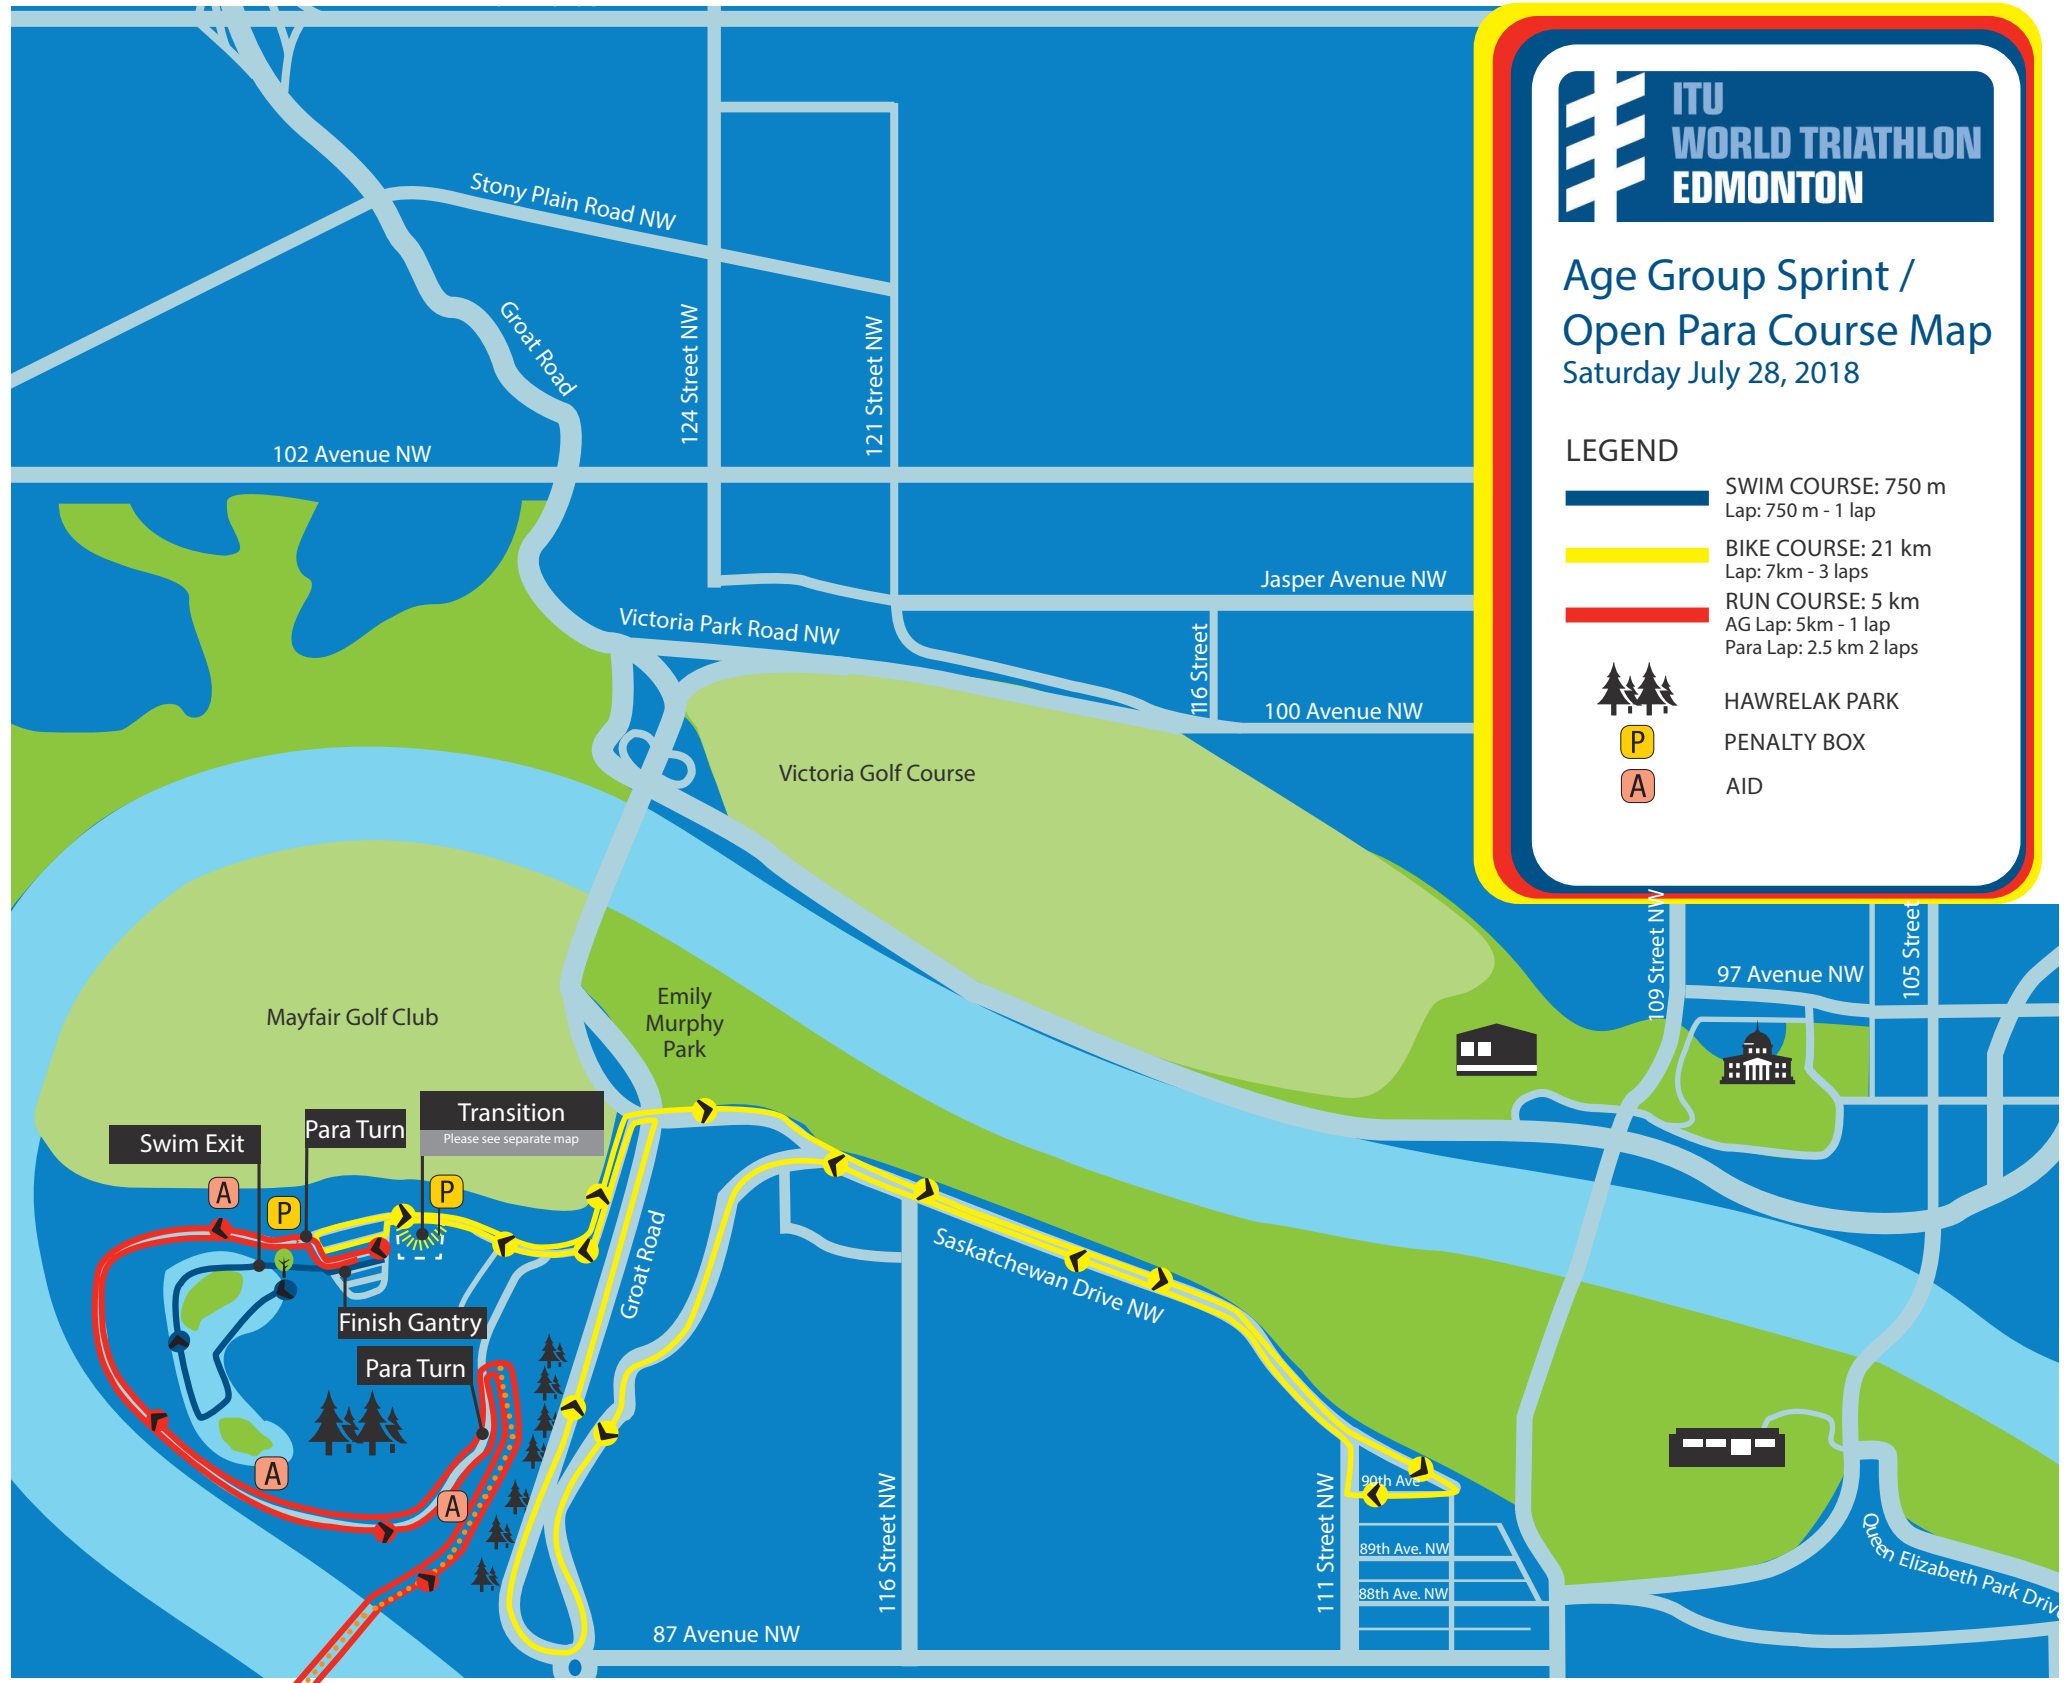 ITU
WORLD TRIATHLON
EDMONTON
Age Group Sprint /
Open Para Course Map
Saturday July 28, 2018
LEGEND
SWIM COURSE: 750 m
Lap: 750 m - 1 lap
BIKE COURSE: 21 km
Lap: 7km - 3 laps
RUN COURSE: 5 km
AG Lap: 5km - 1 lap
Para Lap: 2.5 km 2 laps
HAWRELAK PARK
P
PENALTY BOX
A
AID
Stony Plain Road NW
Groat Road
124 Street NW
121 Street NW
102 Avenue NW
Jasper Avenue NW
Victoria Park Road NW
116 Street
100 Avenue NW
Victoria Golf Course
109 Street NW
105 Street
97 Avenue NW
Emily
Murphy
Park
Mayfair Golf Club
Transition
Please see separate map
Para Turn
Swim Exit
A
P
P
Groat Road
Saskatchewan Drive NW
Finish Gantry
Para Turn
A
A
116 Street NW
111 Street NW
90th Ave
89th Ave. NW
88th Ave. NW
87 Avenue NW
Queen Elizabeth Park Drive